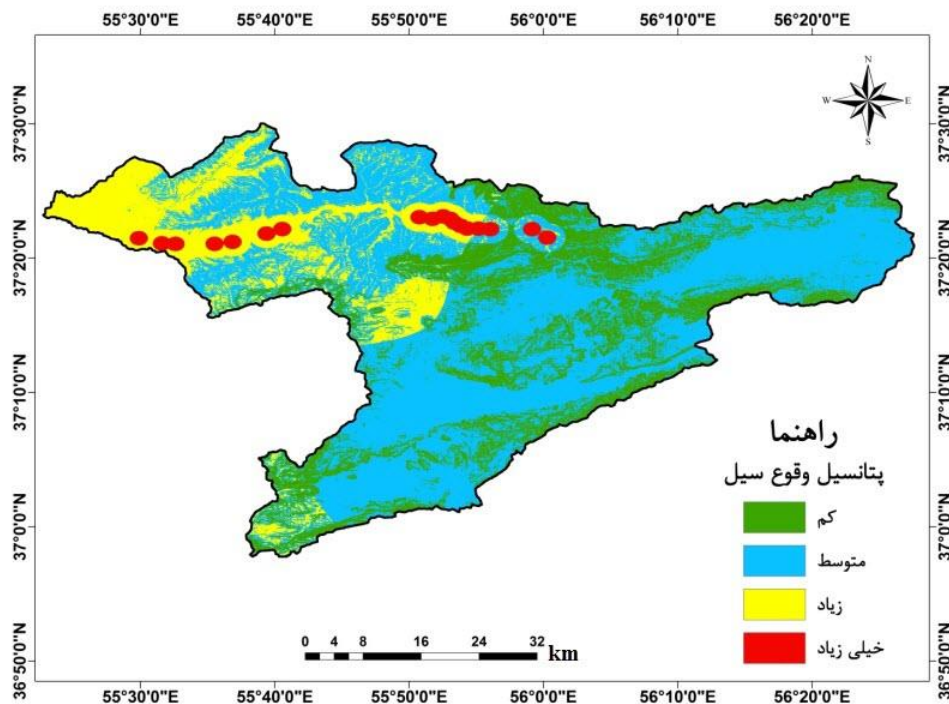 55°30'0"E 55°40'0"E 55°50'0"E 56°0'0"E 56°10'0"E 56°20'0"E
37°30'0"N 37°30'0"N
37°20'0"N 37°20'0"N
37°10'0"N 37°10'0"N
37°0'0"N 37°0'0"N
36°50'0"N 36°50'0"N
N
W E
S
راهنما
پتانسیل وقوع سیل
کم
متوسط
زیاد
خیلی زیاد
0 4 8 16 24 32
km
55°30'0"E 55°40'0"E 55°50'0"E 56°0'0"E 56°10'0"E 56°20'0"E